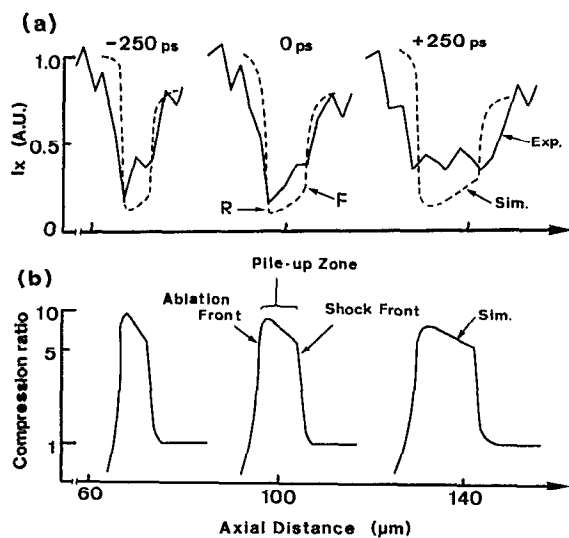 (a)
-250 ps
0 ps
+250 ps
Ix (A.U.)
1.0
0.5
0
R
F
Exp.
Sim.
(b)
Pile-up Zone
Ablation
Front
Shock Front
Sim.
Compression ratio
10
5
1
60
100
140
Axial Distance (μm)